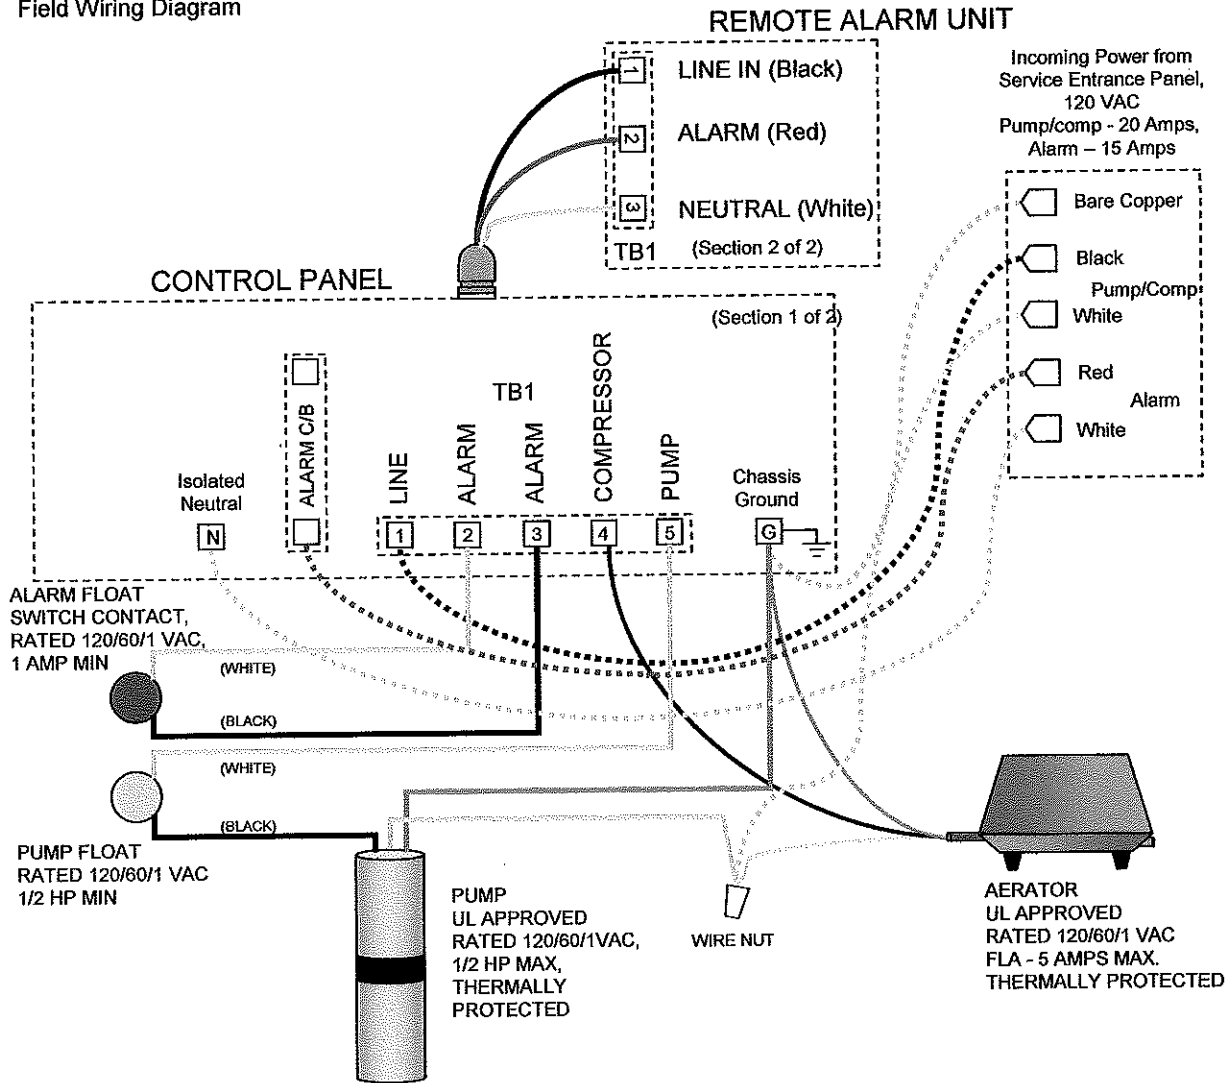 Field Wiring Diagram
REMOTE ALARM UNIT
1
LINE IN (Black)
2
ALARM (Red)
3
NEUTRAL (White)
TB1
(Section 2 of 2)
Incoming Power from
Service Entrance Panel,
120 VAC
Pump/comp - 20 Amps,
Alarm – 15 Amps
Bare Copper
Black
Pump/Comp
White
Red
Alarm
White
CONTROL PANEL
(Section 1 of 2)
TB1
Isolated
Neutral
N
ALARM C/B
LINE
ALARM
ALARM
COMPRESSOR
PUMP
1
2
3
4
5
Chassis
Ground
G
ALARM FLOAT
SWITCH CONTACT,
RATED 120/60/1 VAC,
1 AMP MIN
(WHITE)
(BLACK)
(WHITE)
(BLACK)
PUMP FLOAT
RATED 120/60/1 VAC
1/2 HP MIN
PUMP
UL APPROVED
RATED 120/60/1VAC,
1/2 HP MAX,
THERMALLY
PROTECTED
WIRE NUT
AERATOR
UL APPROVED
RATED 120/60/1 VAC
FLA - 5 AMPS MAX.
THERMALLY PROTECTED